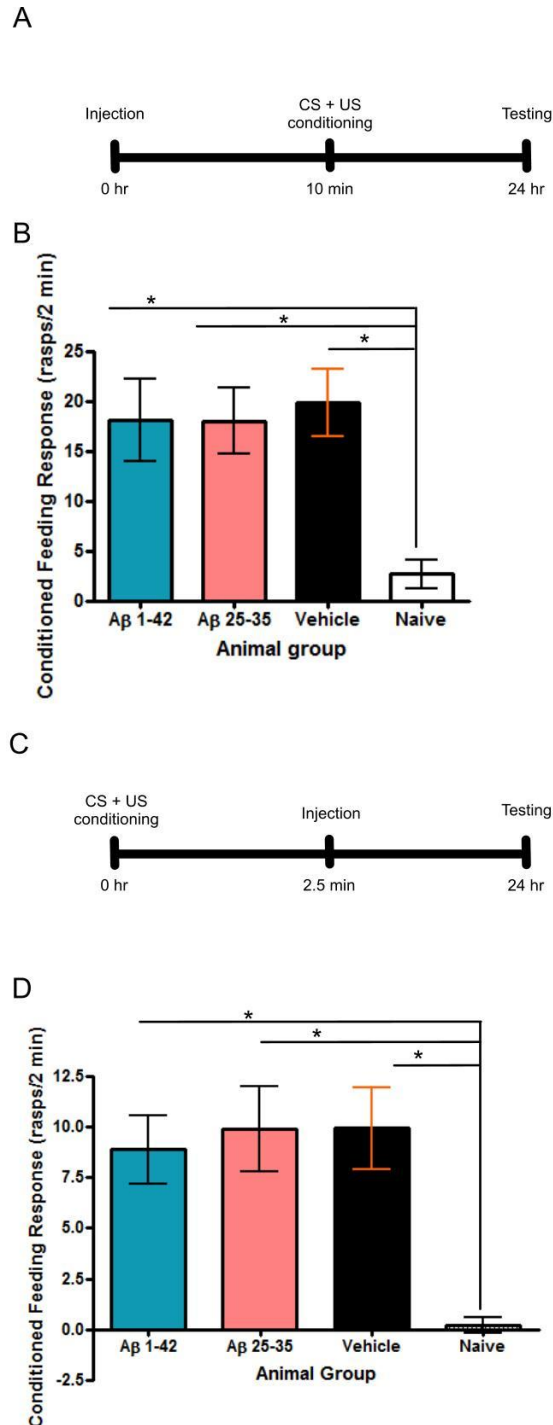 A
Injection
CS + US
conditioning
Testing
0 hr
10 min
24 hr
B
Conditioned Feeding Response (rasps/2 min)
*
*
*
25
20
15
10
5
0
Aβ 1-42
Aβ 25-35
Vehicle
Naive
Animal group
C
CS + US
conditioning
Injection
Testing
0 hr
2.5 min
24 hr
D
Conditioned Feeding Response (rasps/2 min)
*
*
*
12.5
10.0
7.5
5.0
2.5
0.0
-2.5
Aβ 1-42
Aβ 25-35
Vehicle
Naive
Animal Group